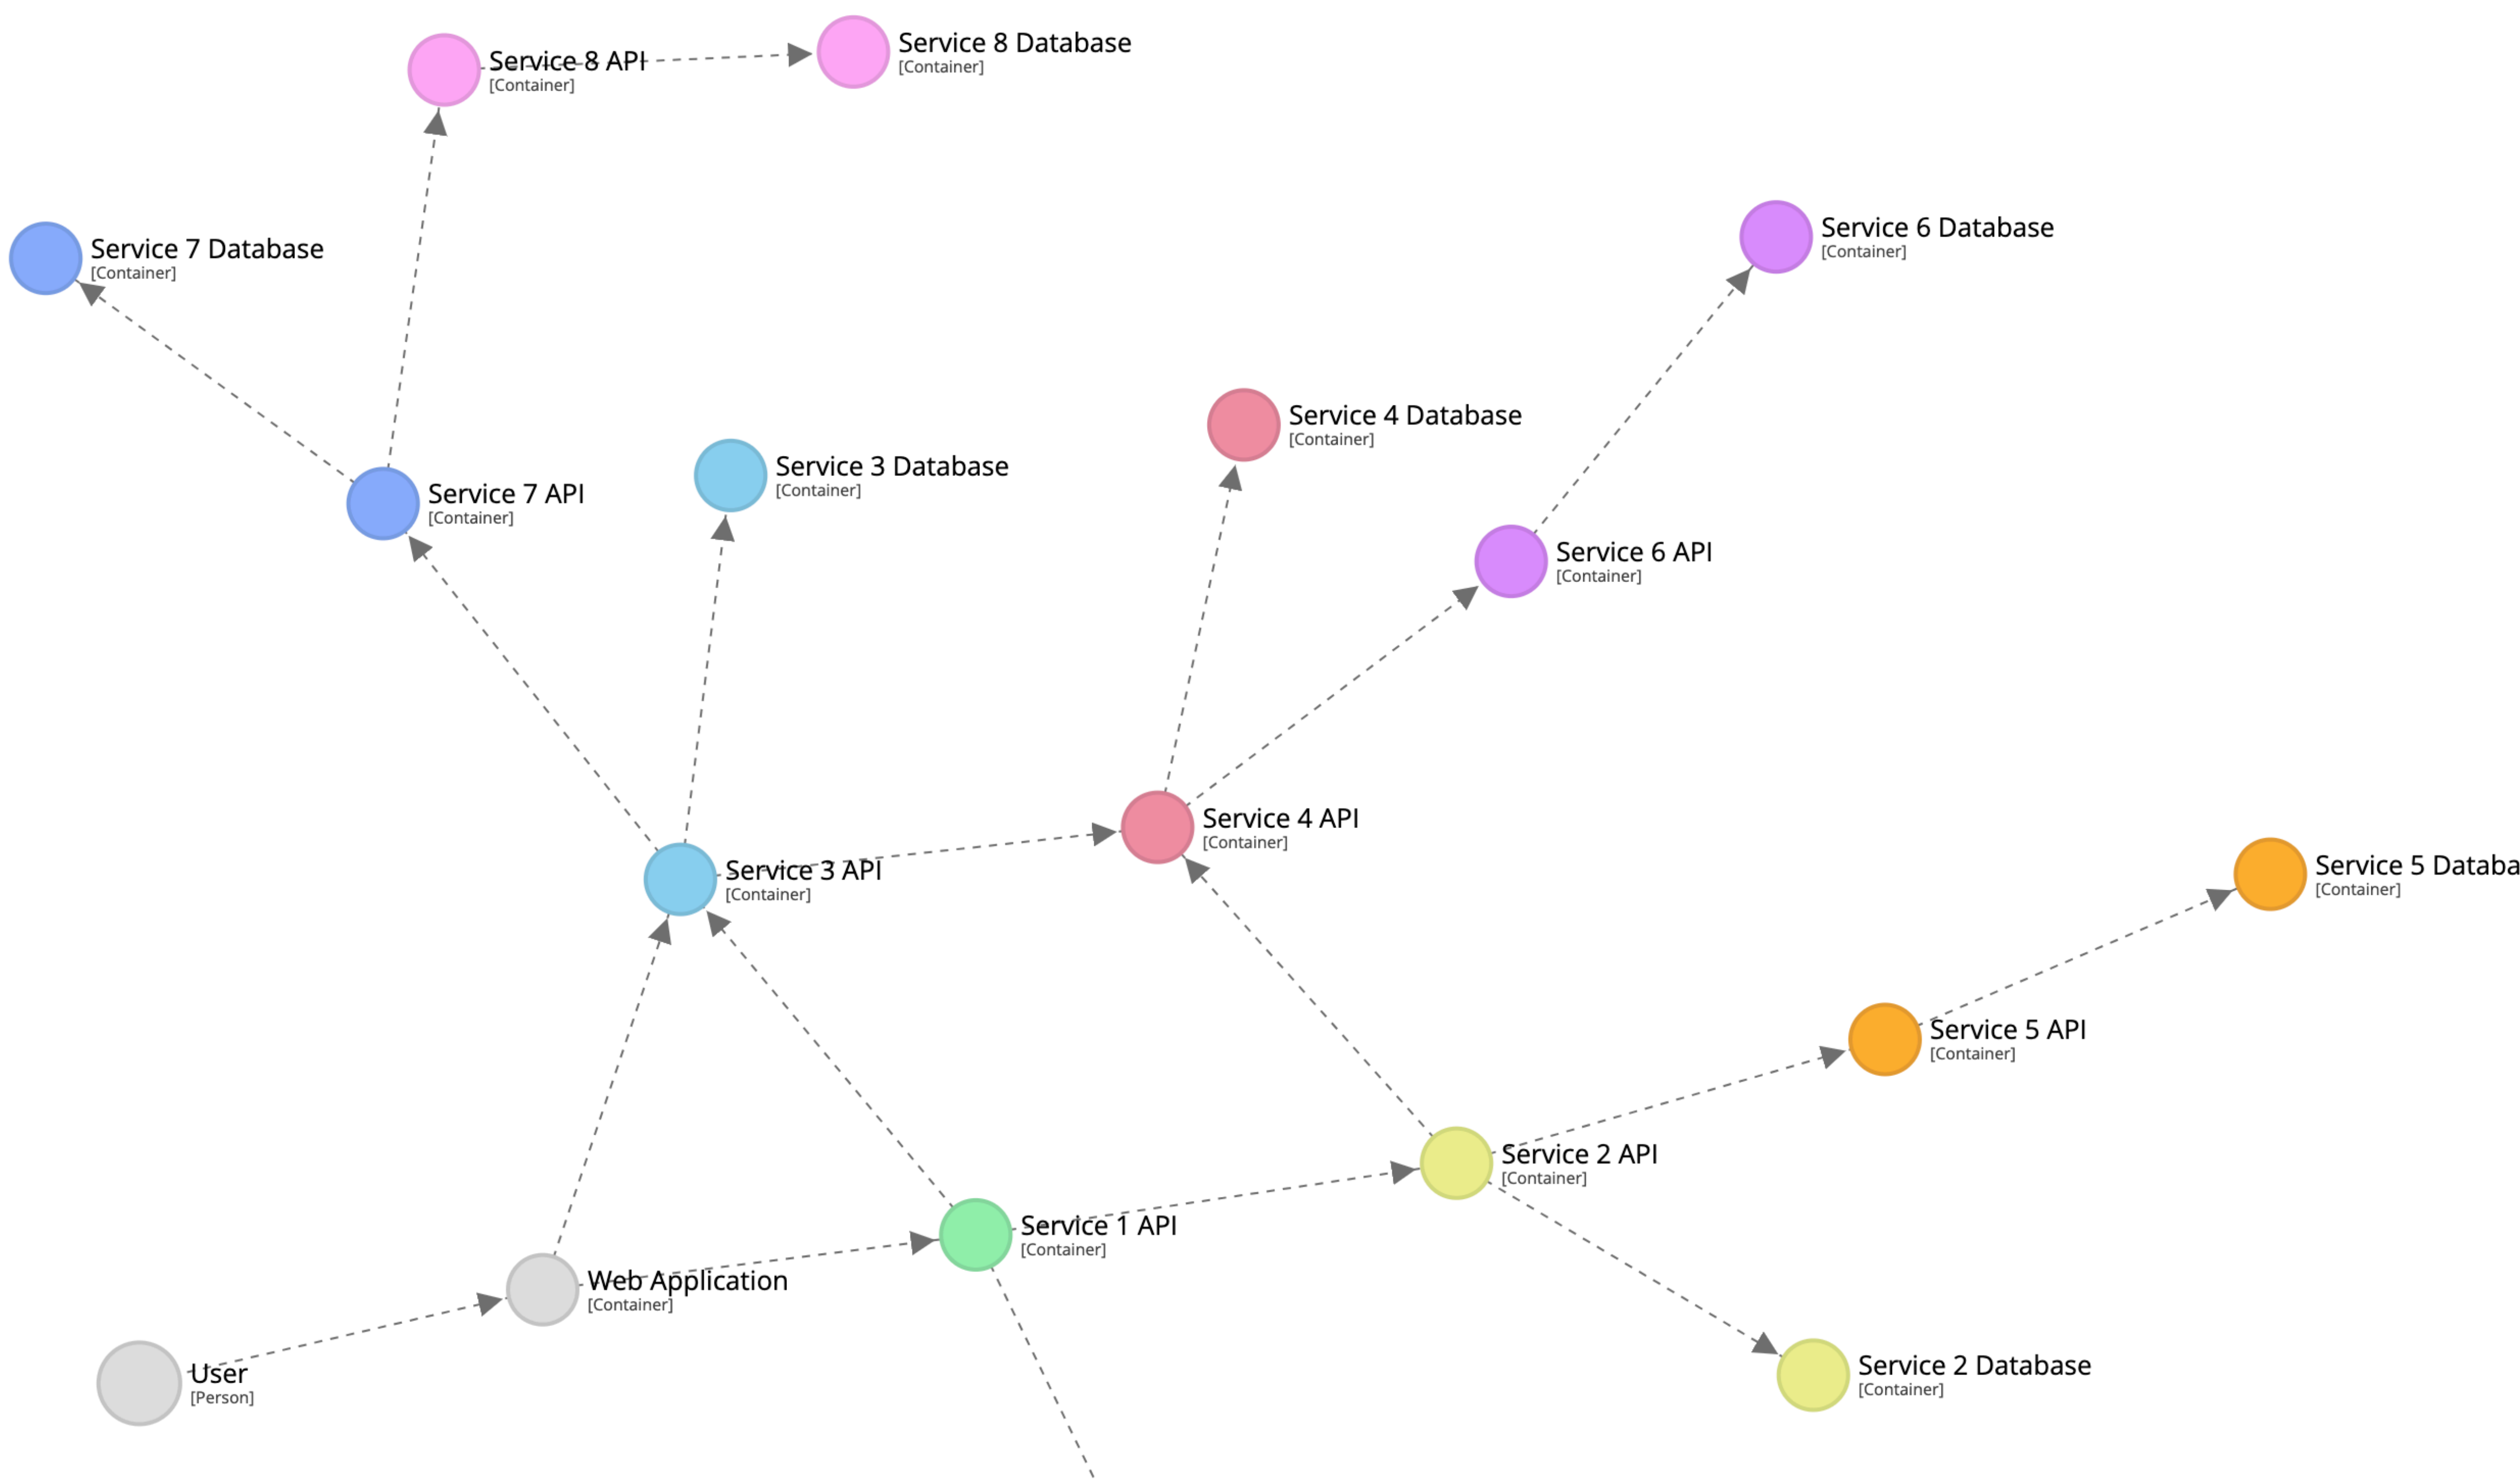 Service 8 API
[Container]
Service 8 Database
[Container]
Service 7 Database
[Container]
Service 6 Database
[Container]
Service 4 Database
[Container]
Service 3 Database
[Container]
Service 7 API
[Container]
Service 6 API
[Container]
Service 4 API
[Container]
Service 3 API
[Container]
Service 5 Databa
[Container]
Service 5 API
[Container]
Service 2 API
[Container]
Service 1 API
[Container]
Web Application
[Container]
User
[Person]
Service 2 Database
[Container]